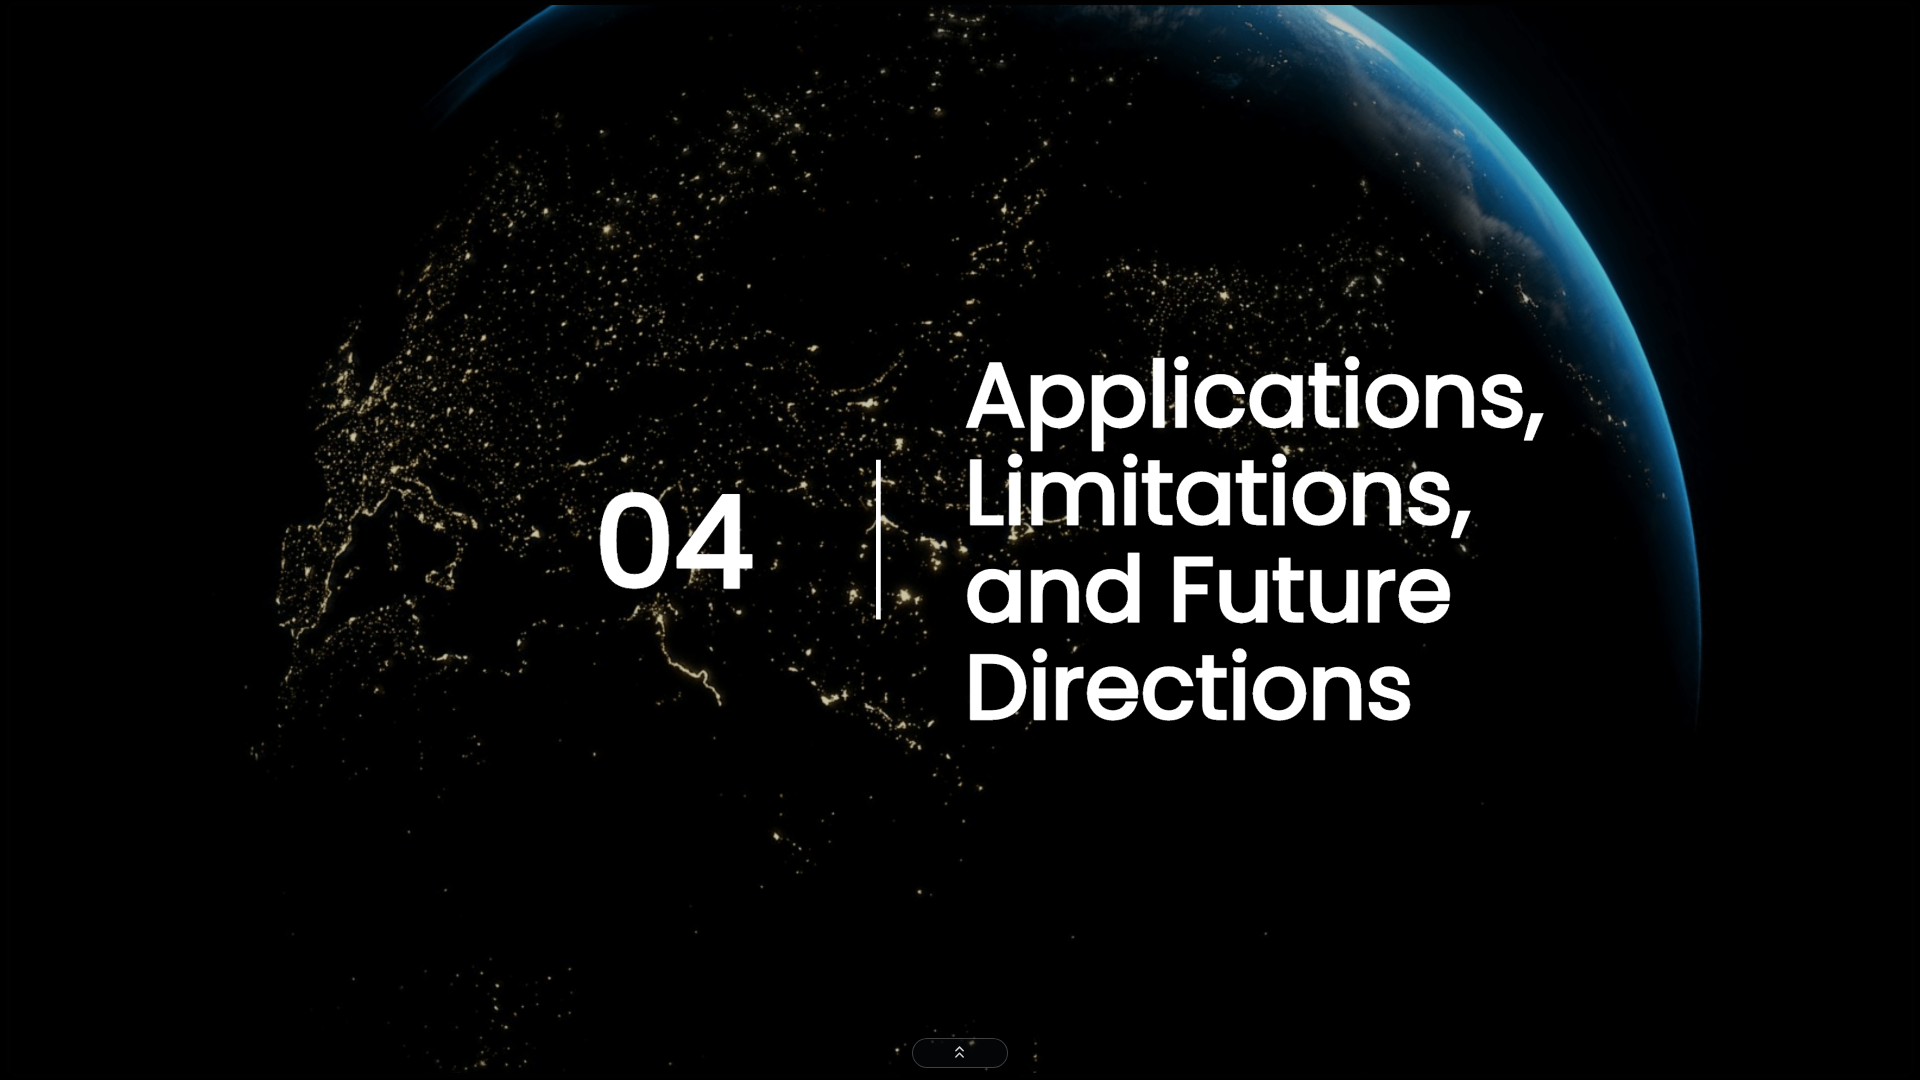 04
Applications,
Limitations,
and Future
Directions